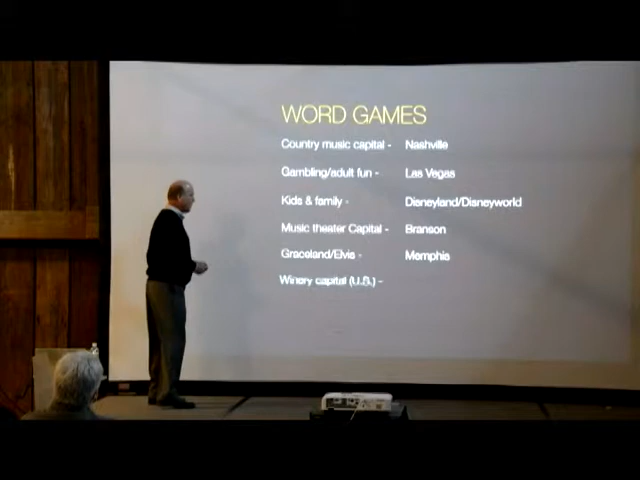 WORD GAMES
Country music capital - Nashville
Gambling/adult fun - Las Vegas
Kids & family - Disneyland/Disneyworld
Music theater Capital - Branson
Graceland/Elvis - Memphis
Winery capital (U.S.) -